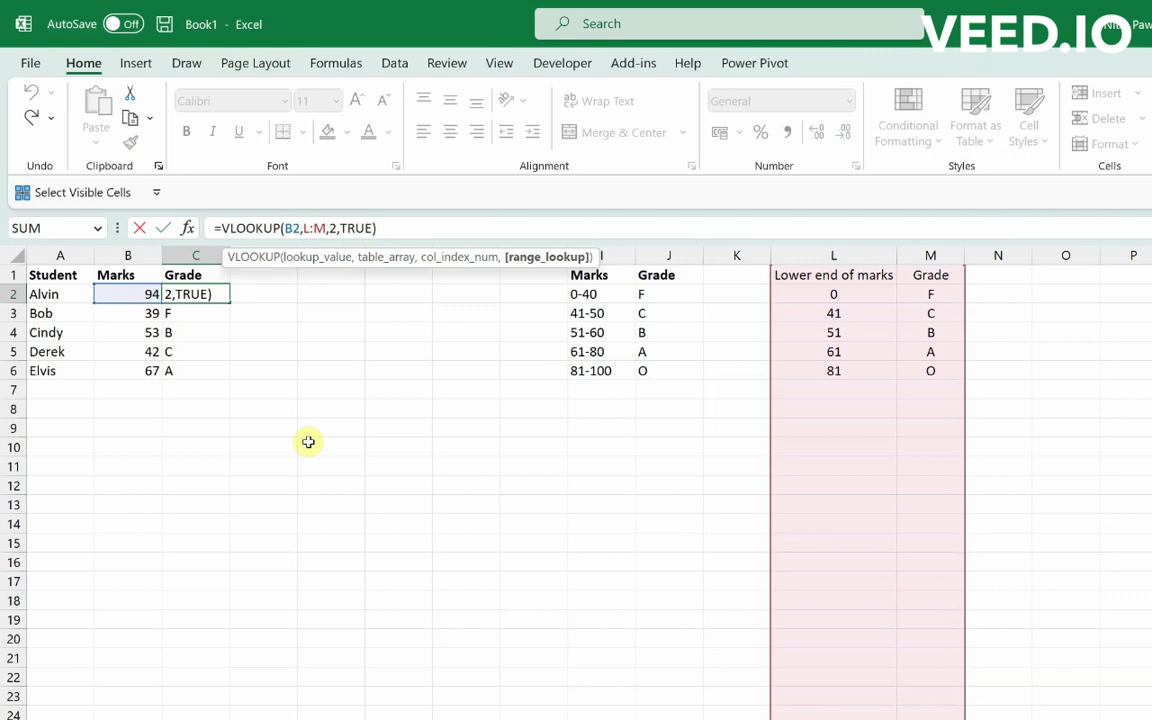 AutoSave Off Book1 - Excel Search VEED.IO
File Home Insert Draw Page Layout Formulas Data Review View Developer Add-ins Help Power Pivot
Calibri 11 Wrap Text General Insert
Paste B I U A Merge & Center % Conditional Formatting Format as Table Cell Styles Delete
Format
Undo Clipboard Font Alignment Number Styles Cells
Select Visible Cells
SUM fx =VLOOKUP(B2,L:M,2,TRUE)
VLOOKUP(lookup_value, table_array, col_index_num, [range_lookup])
A B C I J K L M N O P
1 Student Marks Grade Marks Grade Lower end of marks Grade
2 Alvin 94 2,TRUE) 0-40 F 0 F
3 Bob 39 F 41-50 C 41 C
4 Cindy 53 B 51-60 B 51 B
5 Derek 42 C 61-80 A 61 A
6 Elvis 67 A 81-100 O 81 O
7
8
9
10
11
12
13
14
15
16
17
18
19
20
21
22
23
24